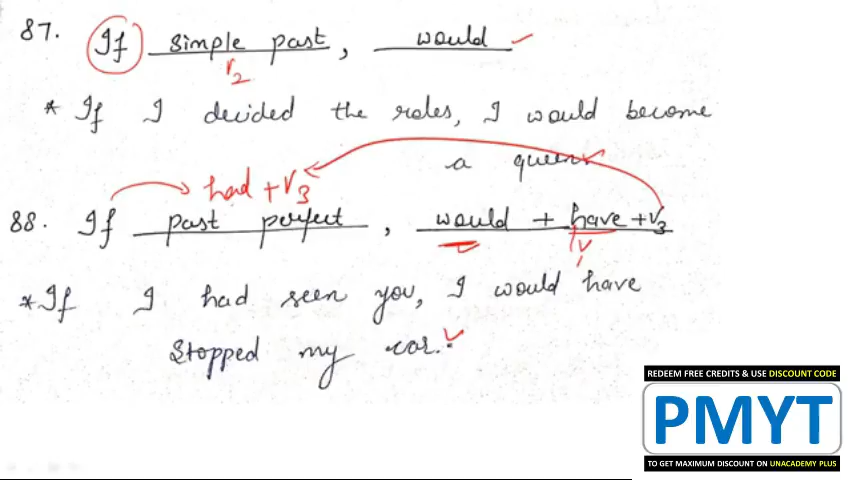 87. If simple past, would ✓
V2
* If I decided the roles, I would become
a queen
had + V3
88. If past perfect, would + have + V3
V1
* If I had seen you, I would have
Stopped my car.
REDEEM FREE CREDITS & USE DISCOUNT CODE
PMYT
TO GET MAXIMUM DISCOUNT ON UNACADEMY PLUS